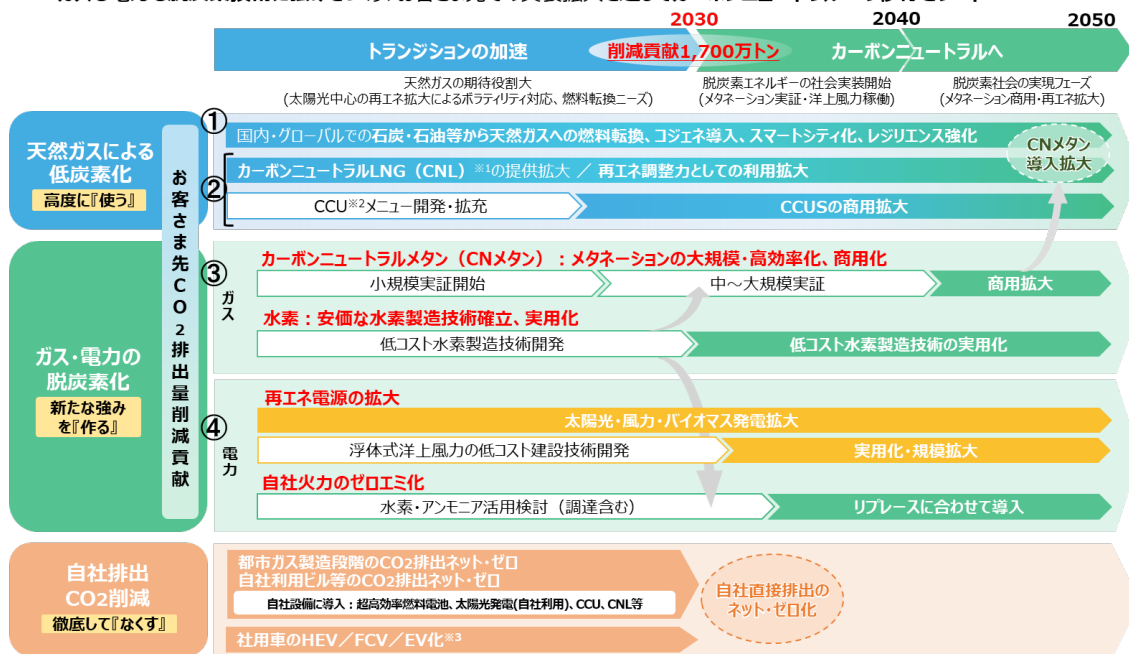 2030
2040
2050
トランジションの加速
削減貢献1,700万トン
カーボンニュートラルへ
天然ガスの期待役割大
(太陽光中心の再エネ拡大によるボラティリティ対応、燃料転換ニーズ)
脱炭素エネルギーの社会実装開始
(メタネーション実証・洋上風力稼働)
脱炭素社会の実現フェーズ
(メタネーション商用・再エネ拡大)
天然ガスによる
低炭素化
高度に『使う』
お客さま先CO2排出量削減貢献
①
国内・グローバルでの石炭・石油等から天然ガスへの燃料転換、コジェネ導入、スマートシティ化、レジリエンス強化
CNメタン
導入拡大
②
カーボンニュートラルLNG（CNL）※1の提供拡大 ／ 再エネ調整力としての利用拡大
CCU※2メニュー開発・拡充
CCUSの商用拡大
ガス・電力の
脱炭素化
新たな強み
を『作る』
③
ガス
カーボンニュートラルメタン（CNメタン）：メタネーションの大規模・高効率化、商用化
小規模実証開始
中～大規模実証
商用拡大
水素：安価な水素製造技術確立、実用化
低コスト水素製造技術開発
低コスト水素製造技術の実用化
④
電力
再エネ電源の拡大
太陽光・風力・バイオマス発電拡大
浮体式洋上風力の低コスト建設技術開発
実用化・規模拡大
自社火力のゼロエミ化
水素・アンモニア活用検討（調達含む）
リプレースに合わせて導入
自社排出
CO2削減
徹底して『なくす』
都市ガス製造段階のCO2排出ネット・ゼロ
自社利用ビル等のCO2排出ネット・ゼロ
自社設備に導入：超高効率燃料電池、太陽光発電(自社利用)、CCU、CNL等
自社直接排出の
ネット・ゼロ化
社用車のHEV／FCV／EV化※3